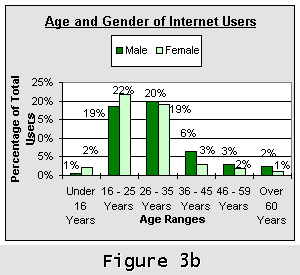 Age and Gender of Internet Users
Male Female
Percentage of Total
Users
25%
20%
15%
10%
5%
0%
1% 2% 19% 22% 20% 19% 6% 3% 3% 2% 2% 1%
Under 16 - 25 26 - 35 36 - 45 46 - 59 Over
16 Years Years Years Years 60
Years Years
Age Ranges
Figure 3b